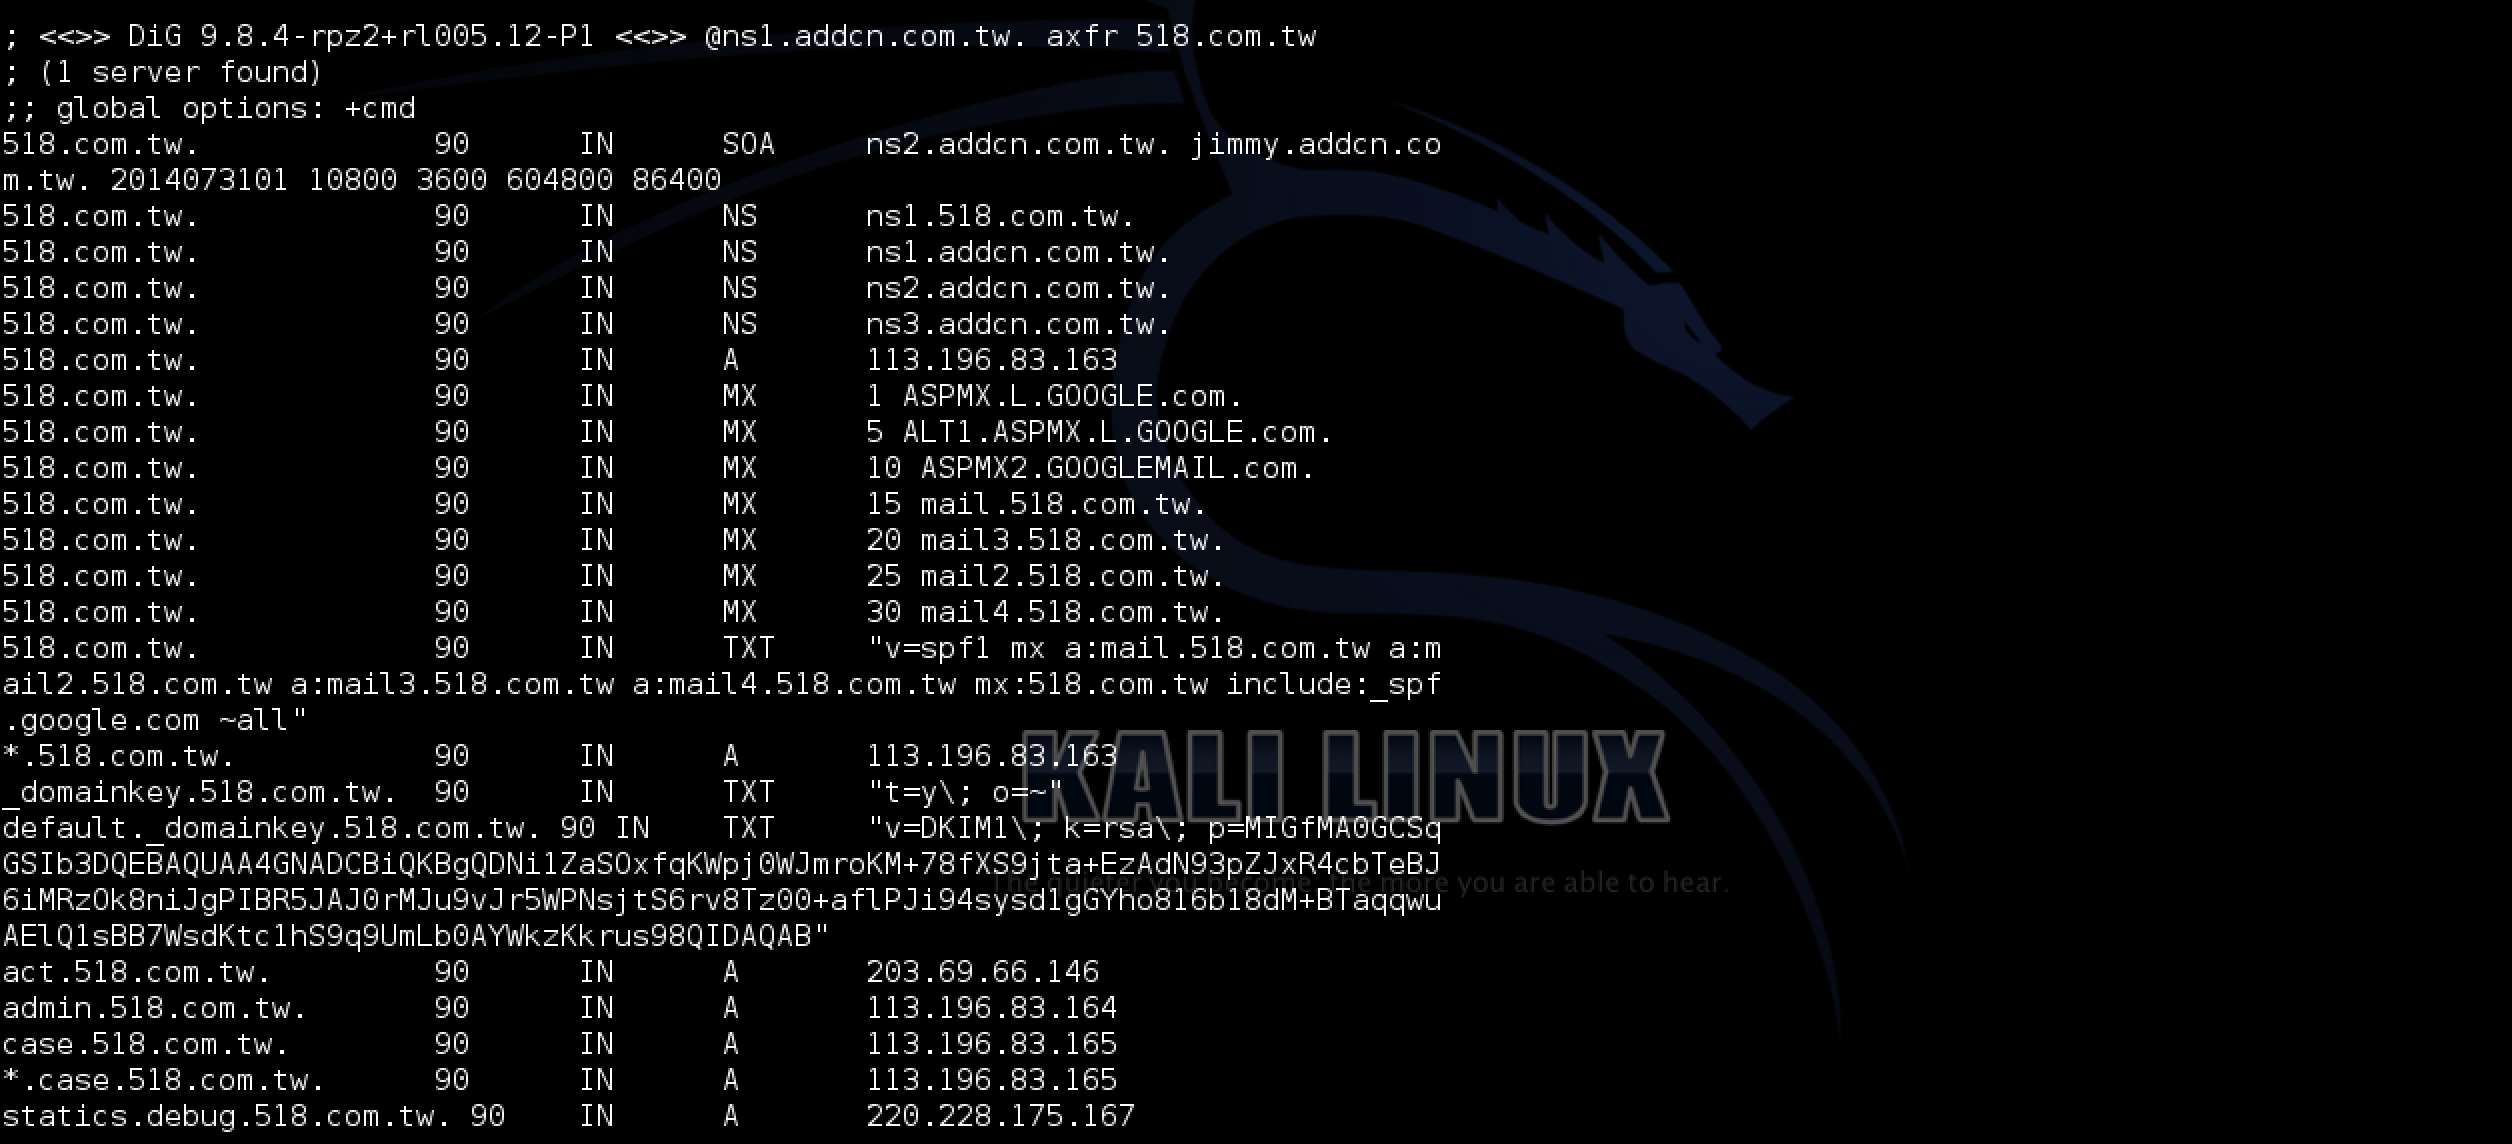 ; <<>> DiG 9.8.4-rpz2+rl005.12-P1 <<>> @ns1.addcn.com.tw. axfr 518.com.tw
; (1 server found)
;; global options: +cmd
518.com.tw. 90 IN SOA ns2.addcn.com.tw. jimmy.addcn.co
m.tw. 2014073101 10800 3600 604800 86400
518.com.tw. 90 IN NS ns1.518.com.tw.
518.com.tw. 90 IN NS ns1.addcn.com.tw.
518.com.tw. 90 IN NS ns2.addcn.com.tw.
518.com.tw. 90 IN NS ns3.addcn.com.tw.
518.com.tw. 90 IN A 113.196.83.163
518.com.tw. 90 IN MX 1 ASPMX.L.GOOGLE.com.
518.com.tw. 90 IN MX 5 ALT1.ASPMX.L.GOOGLE.com.
518.com.tw. 90 IN MX 10 ASPMX2.GOOGLEMAIL.com.
518.com.tw. 90 IN MX 15 mail.518.com.tw.
518.com.tw. 90 IN MX 20 mail3.518.com.tw.
518.com.tw. 90 IN MX 25 mail2.518.com.tw.
518.com.tw. 90 IN MX 30 mail4.518.com.tw.
518.com.tw. 90 IN TXT "v=spf1 mx a:mail.518.com.tw a:m
ail2.518.com.tw a:mail3.518.com.tw a:mail4.518.com.tw mx:518.com.tw include:_spf
.google.com ~all"
*.518.com.tw. 90 IN A 113.196.83.163
KALI LINUX
_domainkey.518.com.tw. 90 IN TXT "t=y\; o=~"
default._domainkey.518.com.tw. 90 IN TXT "v=DKIM1\; k=rsa\; p=MIGfMA0GCSq
GSIb3DQEBAQUAA4GNADCBiQKBgQDNi1ZaSOxfqKWpj0WJmroKM+78fXS9jta+EzAdN93pZJxR4cbTeBJ
The quieter you become, the more you are able to hear.
6iMRzOk8niJgPIBR5JAJ0rMJu9vJr5WPNsjtS6rv8Tz00+aflPJi94sysd1gGYho816b18dM+BTaqqwu
AElQ1sBB7WsdKtc1hS9q9UmLb0AYWkzKkrus98QIDAQAB"
act.518.com.tw. 90 IN A 203.69.66.146
admin.518.com.tw. 90 IN A 113.196.83.164
case.518.com.tw. 90 IN A 113.196.83.165
*.case.518.com.tw. 90 IN A 113.196.83.165
statics.debug.518.com.tw. 90 IN A 220.228.175.167